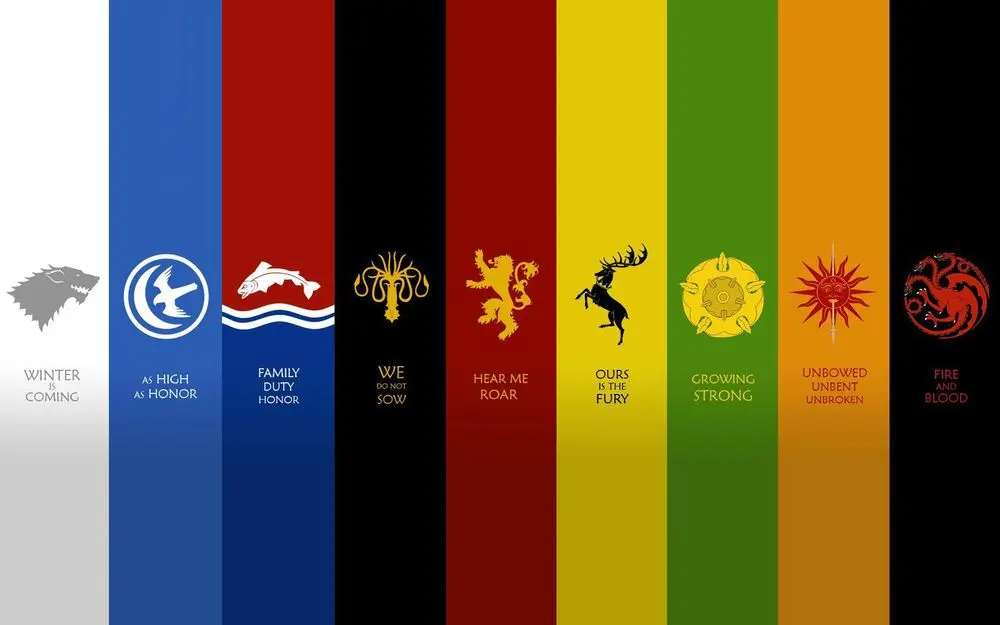 WINTER
IS
COMING
AS HIGH
AS HONOR
FAMILY
DUTY
HONOR
WE
DO NOT
SOW
HEAR ME
ROAR
OURS
IS THE
FURY
GROWING
STRONG
UNBOWED
UNBENT
UNBROKEN
FIRE
AND
BLOOD